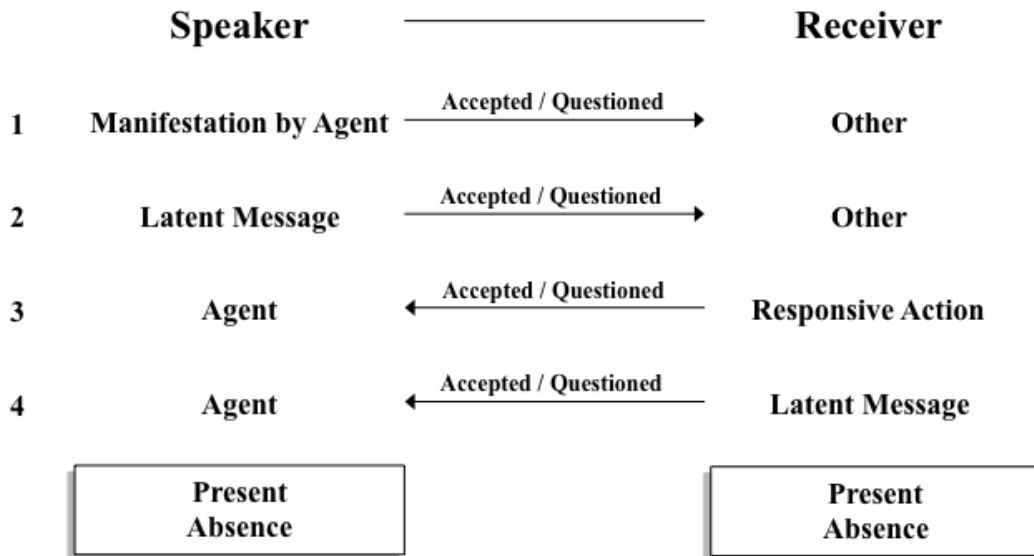 Speaker Receiver
Accepted / Questioned
1 Manifestation by Agent Other
Accepted / Questioned
2 Latent Message Other
Accepted / Questioned
3 Agent Responsive Action
Accepted / Questioned
4 Agent Latent Message
Present Present
Absence Absence